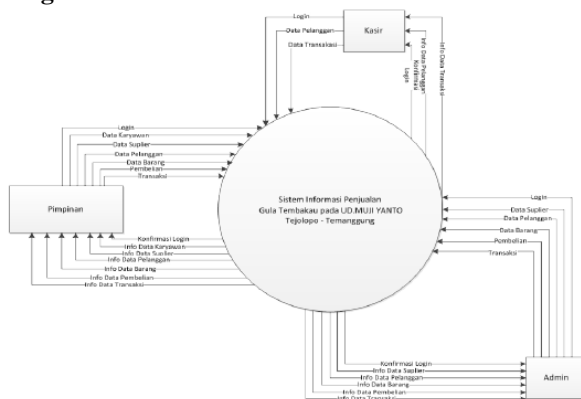 Login
Data Pelanggan
Data Transaksi
Kasir
Info Data Transaksi
Info Data Pelanggan
Konfirmasi Login
Login
Data Karyawan
Data Suplier
Data Pelanggan
Data Barang
Pembelian
Transaksi
Pimpinan
Sistem Informasi Penjualan
Gula Tembakau pada UD.MUJI YANTO
Tejolopo - Temanggung
Login
Data Suplier
Data Pelanggan
Data Barang
Pembelian
Transaksi
Konfirmasi Login
Info Data Karyawan
Info Data Suplier
Info Data Pelanggan
Info Data Barang
Info Data Pembelian
Info Data Transaksi
Konfirmasi Login
Info Data Suplier
Info Data Pelanggan
Info Data Barang
Info Data Pembelian
Info Data Transaksi
Admin